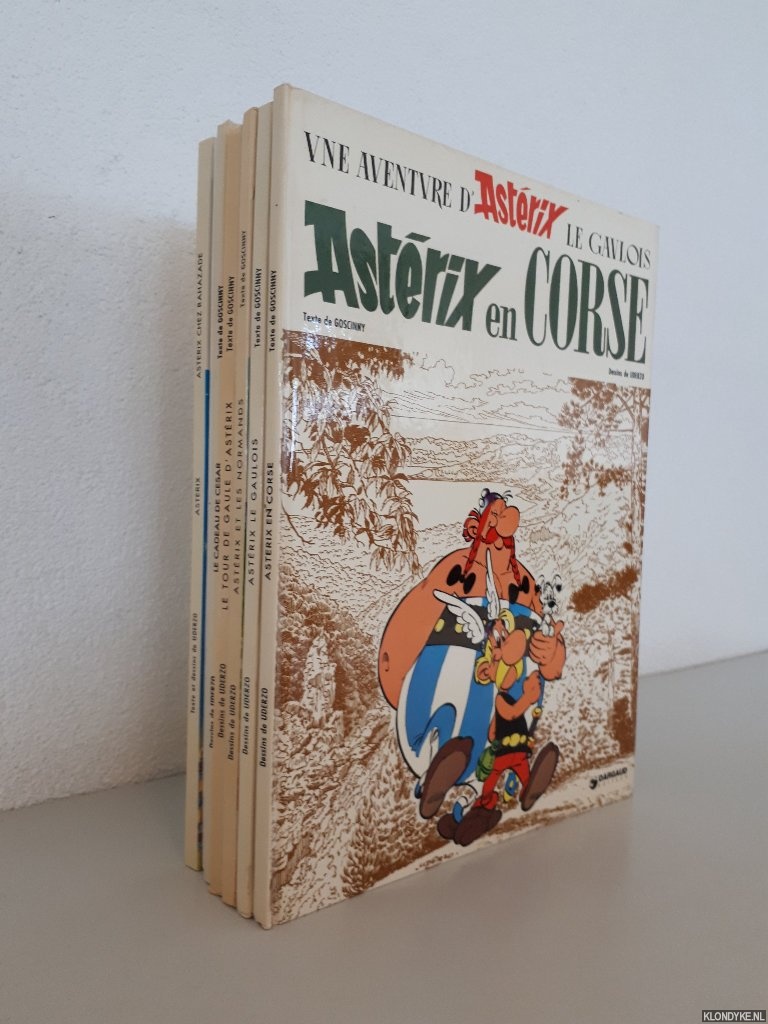 VNE AVENTVRE D'Astérix LE GAVLOIS
Astérix en CORSE
Texte de GOSCINNY
Dessins de UDERZO
DARGAUD
Texte de GOSCINNY
ASTERIX EN CORSE
Dessins de UDERZO
Texte de GOSCINNY
ASTÉRIX LE GAULOIS
Dessins de UDERZO
Texte de GOSCINNY
ASTÉRIX ET LES NORMANDS
Dessins de UDERZO
Texte de GOSCINNY
LE TOUR DE GAULE D'ASTÉRIX
Dessins de UDERZO
Texte de GOSCINNY
LE CADEAU DE CÉSAR
Dessins de UDERZO
ASTERIX CHEZ RAHAZADE
ASTERIX
Texte et dessins de UDERZO
KLONDYKE.NL